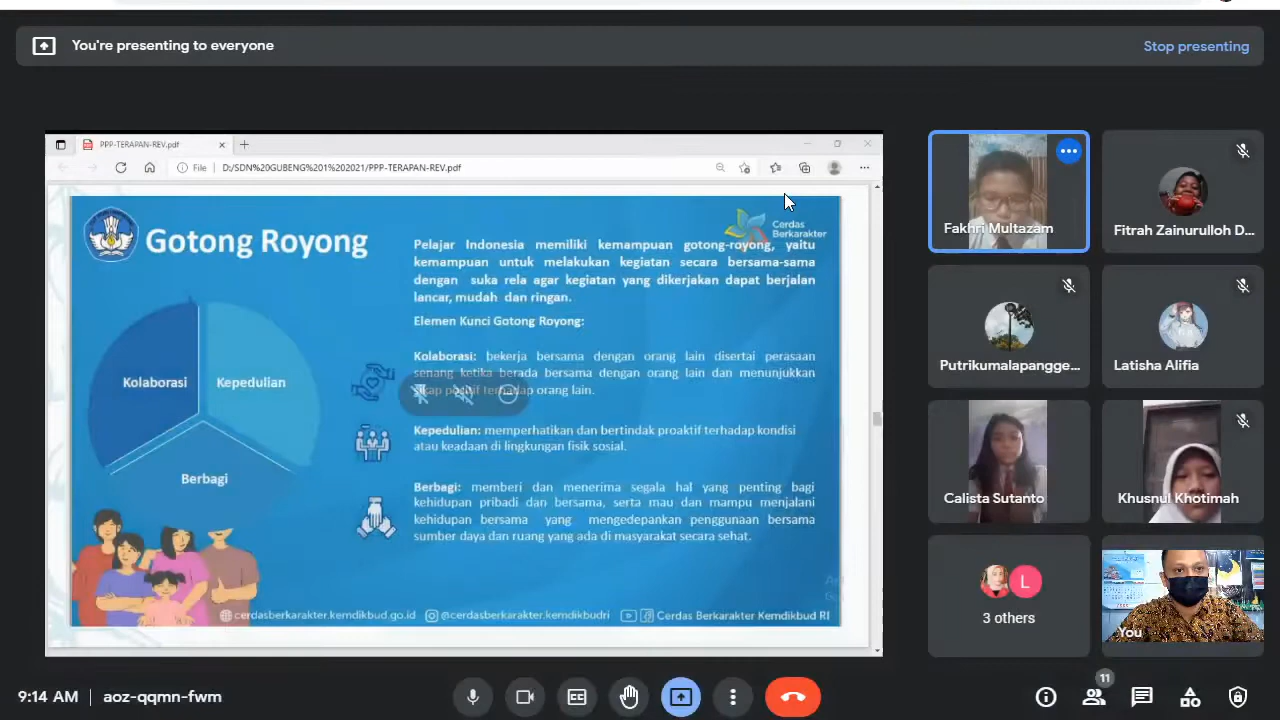 You're presenting to everyone
Stop presenting
PPP-TERAPAN-REV.pdf
File
D:/SDN%20GUBENG%201%202021/PPP-TERAPAN-REV.pdf
Gotong Royong
Cerdas
Berkarakter
Pelajar Indonesia memiliki kemampuan gotong-royong, yaitu
kemampuan untuk melakukan kegiatan secara bersama-sama
dengan suka rela agar kegiatan yang dikerjakan dapat berjalan
lancar, mudah dan ringan.
Elemen Kunci Gotong Royong:
Kolaborasi: bekerja bersama dengan orang lain disertai perasaan
senang ketika berada bersama dengan orang lain dan menunjukkan
sikap positif terhadap orang lain.
Kepedulian: memperhatikan dan bertindak proaktif terhadap kondisi
atau keadaan di lingkungan fisik sosial.
Berbagi: memberi dan menerima segala hal yang penting bagi
kehidupan pribadi dan bersama, serta mau dan mampu menjalani
kehidupan bersama yang mengedepankan penggunaan bersama
sumber daya dan ruang yang ada di masyarakat secara sehat.
Kolaborasi
Kepedulian
Berbagi
cerdasberkarakter.kemdikbud.go.id
@cerdasberkarakter.kemdikbudri
Cerdas Berkarakter Kemdikbud RI
Fakhri Multazam
Fitrah Zainurulloh D...
Putrikumalapangge...
Latisha Alifia
Calista Sutanto
Khusnul Khotimah
L
3 others
You
9:14 AM
aoz-qqmn-fwm
CC
11